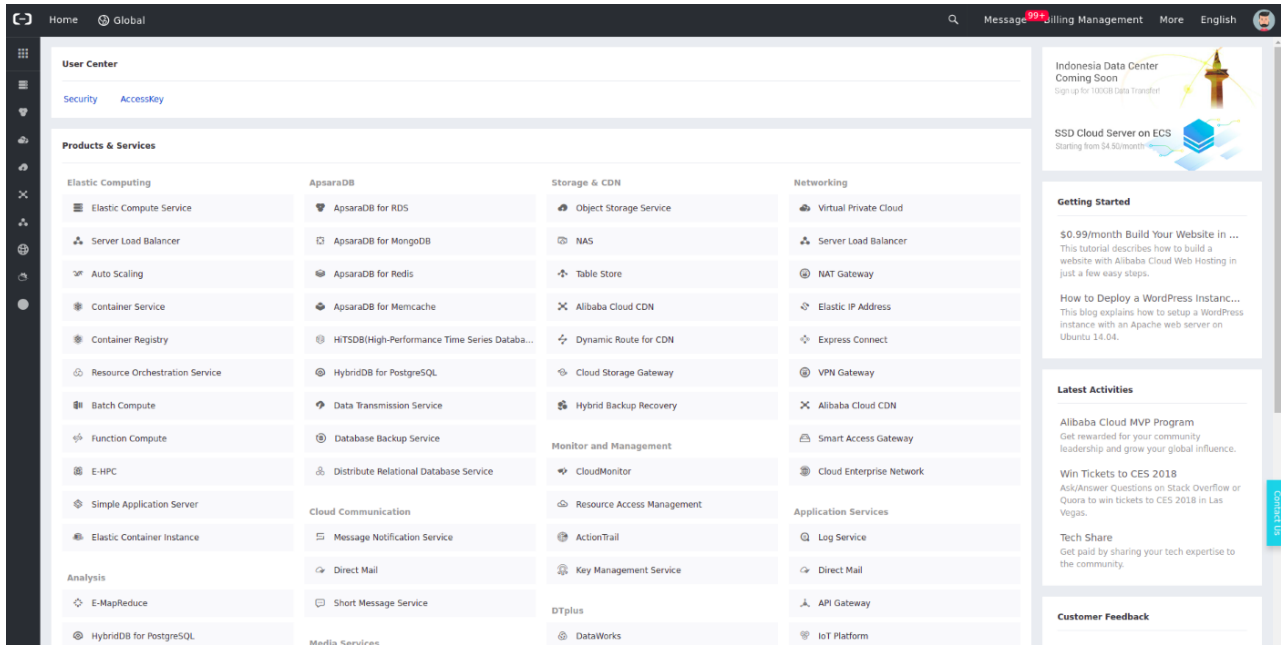 Home Global Message 99+ Billing Management More English
User Center
Security AccessKey
Products & Services
Elastic Computing
Elastic Compute Service
Server Load Balancer
Auto Scaling
Container Service
Container Registry
Resource Orchestration Service
Batch Compute
Function Compute
E-HPC
Simple Application Server
Elastic Container Instance
Analysis
E-MapReduce
HybridDB for PostgreSQL
ApsaraDB
ApsaraDB for RDS
ApsaraDB for MongoDB
ApsaraDB for Redis
ApsaraDB for Memcache
HiTSDB(High-Performance Time Series Databa...
HybridDB for PostgreSQL
Data Transmission Service
Database Backup Service
Distribute Relational Database Service
Cloud Communication
Message Notification Service
Direct Mail
Short Message Service
Media Services
Storage & CDN
Object Storage Service
NAS
Table Store
Alibaba Cloud CDN
Dynamic Route for CDN
Cloud Storage Gateway
Hybrid Backup Recovery
Monitor and Management
CloudMonitor
Resource Access Management
ActionTrail
Key Management Service
DTplus
DataWorks
Networking
Virtual Private Cloud
Server Load Balancer
NAT Gateway
Elastic IP Address
Express Connect
VPN Gateway
Alibaba Cloud CDN
Smart Access Gateway
Cloud Enterprise Network
Application Services
Log Service
Direct Mail
API Gateway
IoT Platform
Indonesia Data Center
Coming Soon
Sign up for 100GB Data Transfer!
SSD Cloud Server on ECS
Starting from $4.50/month
Getting Started
$0.99/month Build Your Website in ...
This tutorial describes how to build a
website with Alibaba Cloud Web Hosting in
just a few easy steps.
How to Deploy a WordPress Instanc...
This blog explains how to setup a WordPress
instance with an Apache web server on
Ubuntu 14.04.
Latest Activities
Alibaba Cloud MVP Program
Get rewarded for your community
leadership and grow your global influence.
Win Tickets to CES 2018
Ask/Answer Questions on Stack Overflow or
Quora to win tickets to CES 2018 in Las
Vegas.
Tech Share
Get paid by sharing your tech expertise to
the community.
Customer Feedback
Contact Us